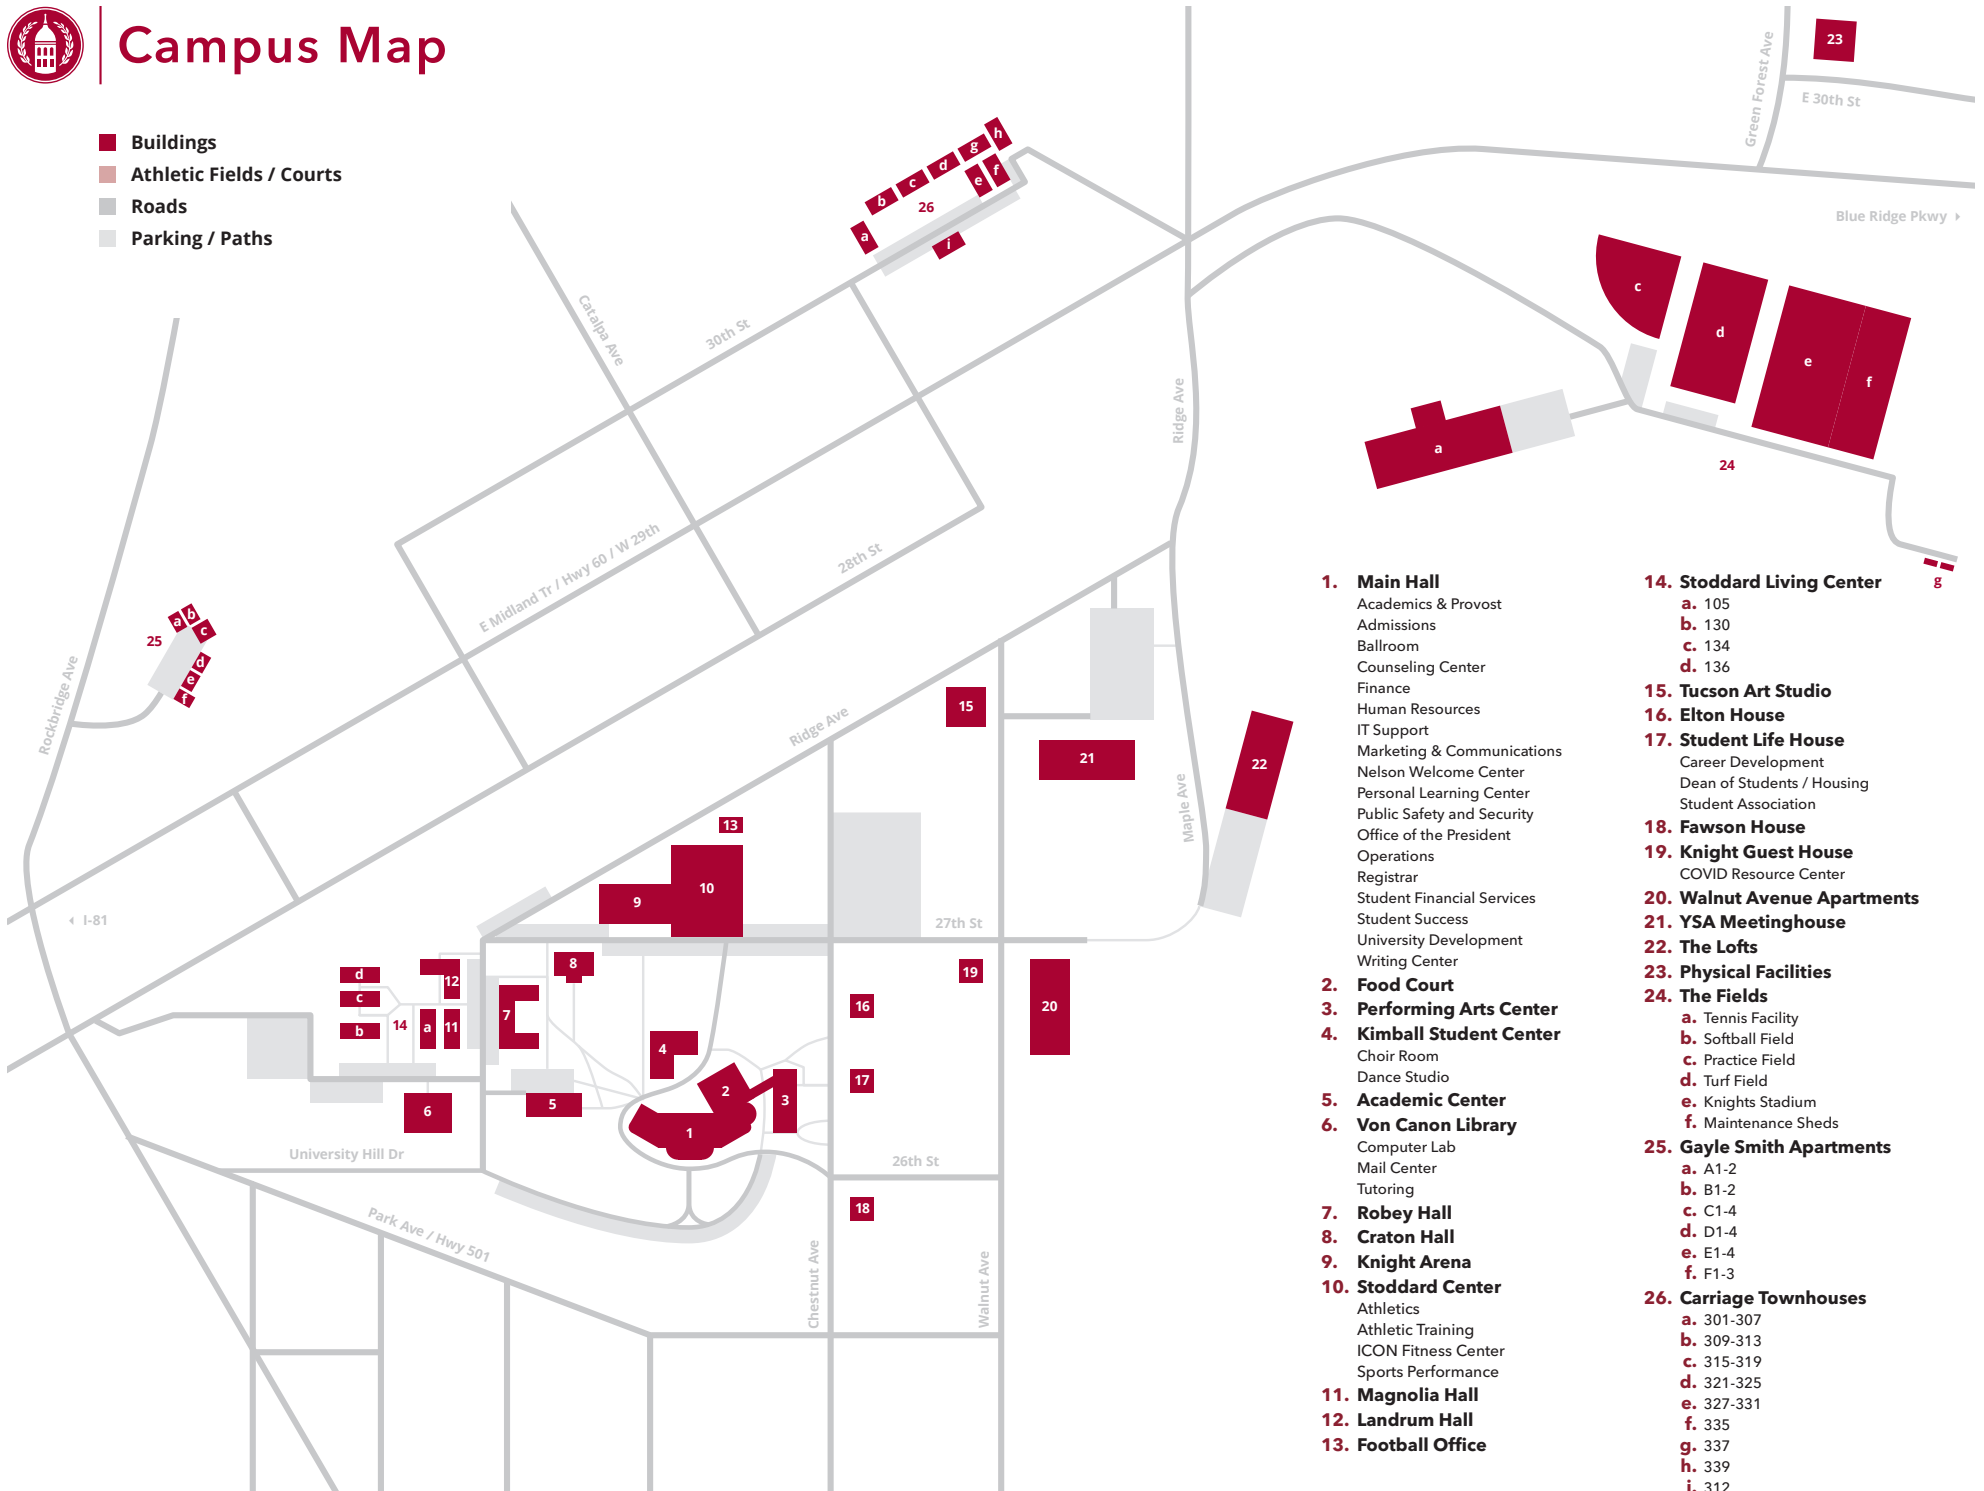 Campus Map
Buildings
Athletic Fields / Courts
Roads
Parking / Paths
Green Forest Ave
23
E 30th St
Blue Ridge Pkwy
h
g
d
f
c
e
b
26
a
i
Catalpa Ave
30th St
Ridge Ave
c
d
e
f
a
24
g
E Midland Tr / Hwy 60 / W 29th
28th St
a
b
25
c
d
e
f
Rockbridge Ave
Ridge Ave
15
21
22
Maple Ave
13
10
9
I-81
27th St
d
8
12
19
c
7
16
20
b
14
a
11
4
17
2
3
5
6
1
University Hill Dr
26th St
18
Park Ave / Hwy 501
Chestnut Ave
Walnut Ave
1. Main Hall
Academics & Provost
Admissions
Ballroom
Counseling Center
Finance
Human Resources
IT Support
Marketing & Communications
Nelson Welcome Center
Personal Learning Center
Public Safety and Security
Office of the President
Operations
Registrar
Student Financial Services
Student Success
University Development
Writing Center
2. Food Court
3. Performing Arts Center
4. Kimball Student Center
Choir Room
Dance Studio
5. Academic Center
6. Von Canon Library
Computer Lab
Mail Center
Tutoring
7. Robey Hall
8. Craton Hall
9. Knight Arena
10. Stoddard Center
Athletics
Athletic Training
ICON Fitness Center
Sports Performance
11. Magnolia Hall
12. Landrum Hall
13. Football Office
14. Stoddard Living Center
a. 105
b. 130
c. 134
d. 136
15. Tucson Art Studio
16. Elton House
17. Student Life House
Career Development
Dean of Students / Housing
Student Association
18. Fawson House
19. Knight Guest House
COVID Resource Center
20. Walnut Avenue Apartments
21. YSA Meetinghouse
22. The Lofts
23. Physical Facilities
24. The Fields
a. Tennis Facility
b. Softball Field
c. Practice Field
d. Turf Field
e. Knights Stadium
f. Maintenance Sheds
25. Gayle Smith Apartments
a. A1-2
b. B1-2
c. C1-4
d. D1-4
e. E1-4
f. F1-3
26. Carriage Townhouses
a. 301-307
b. 309-313
c. 315-319
d. 321-325
e. 327-331
f. 335
g. 337
h. 339
i. 312